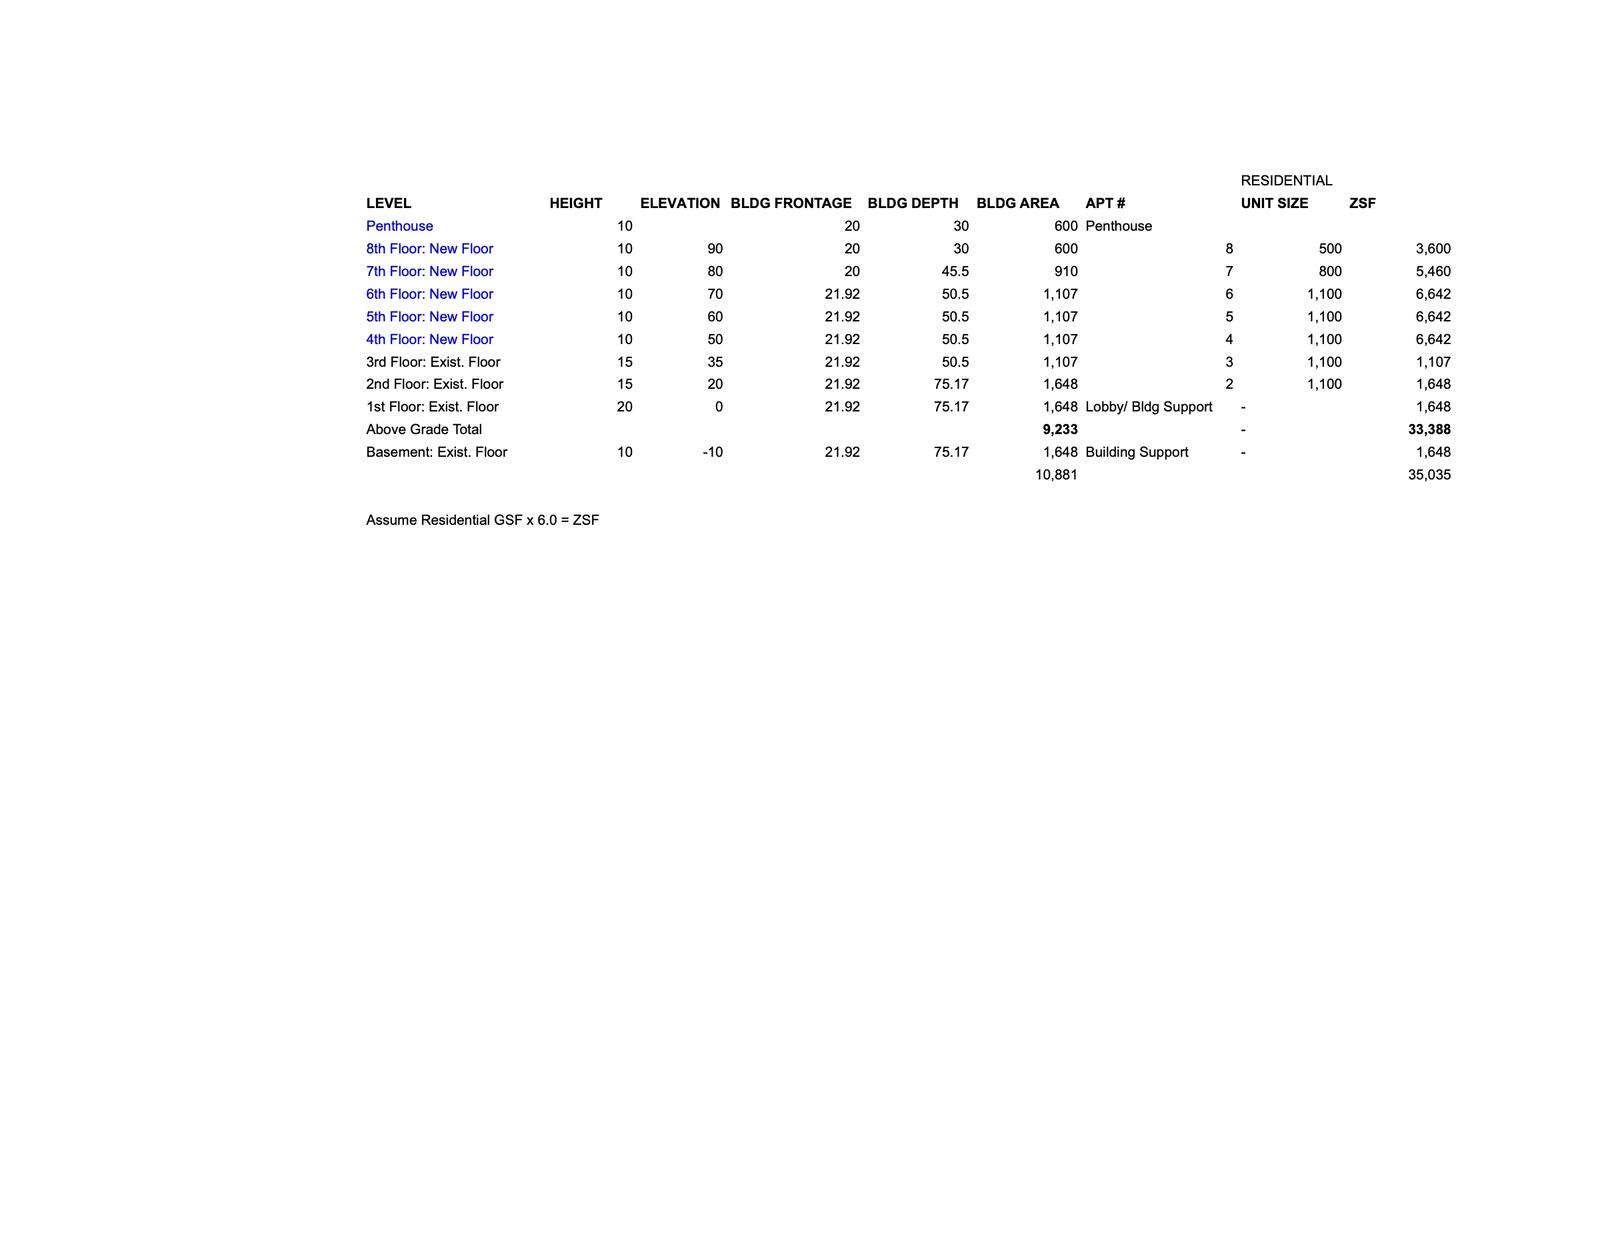 RESIDENTIAL
LEVEL HEIGHT ELEVATION BLDG FRONTAGE BLDG DEPTH BLDG AREA APT # UNIT SIZE ZSF
Penthouse 10 20 30 600 Penthouse
8th Floor: New Floor 10 90 20 30 600 8 500 3,600
7th Floor: New Floor 10 80 20 45.5 910 7 800 5,460
6th Floor: New Floor 10 70 21.92 50.5 1,107 6 1,100 6,642
5th Floor: New Floor 10 60 21.92 50.5 1,107 5 1,100 6,642
4th Floor: New Floor 10 50 21.92 50.5 1,107 4 1,100 6,642
3rd Floor: Exist. Floor 15 35 21.92 50.5 1,107 3 1,100 1,107
2nd Floor: Exist. Floor 15 20 21.92 75.17 1,648 2 1,100 1,648
1st Floor: Exist. Floor 20 0 21.92 75.17 1,648 Lobby/ Bldg Support - 1,648
Above Grade Total 9,233 - 33,388
Basement: Exist. Floor 10 -10 21.92 75.17 1,648 Building Support - 1,648
10,881 35,035
Assume Residential GSF x 6.0 = ZSF